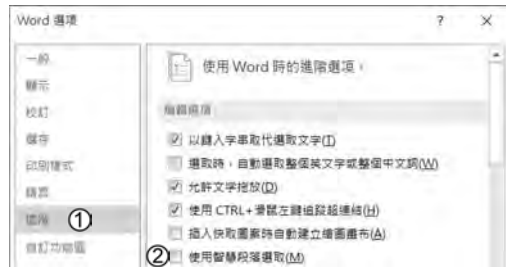 Word 選項 ? ×
一般
顯示
校訂
儲存
印刷樣式
語言
進階 ①
自訂功能區
使用 Word 時的進階選項。
編輯選項
以鍵入字串取代選取文字(I)
選取時，自動選取整個英文字或整個中文詞(W)
允許文字拖放(D)
使用 CTRL+滑鼠左鍵追蹤超連結(H)
插入快取圖案時自動建立繪圖畫布(A)
② 使用智慧段落選取(M)